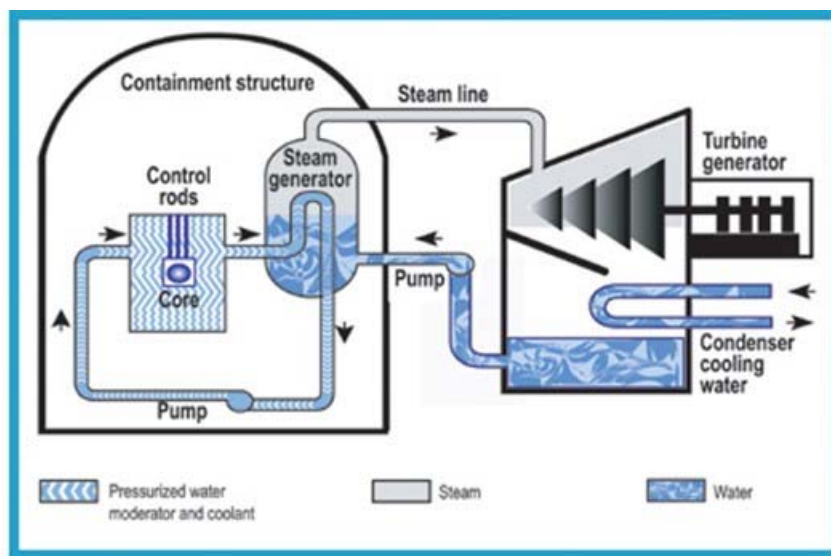 Containment structure
Steam line
Steam
generator
Turbine
generator
Control
rods
Core
Pump
Pump
Condenser
cooling
water
Pressurized water
moderator and coolant
Steam
Water